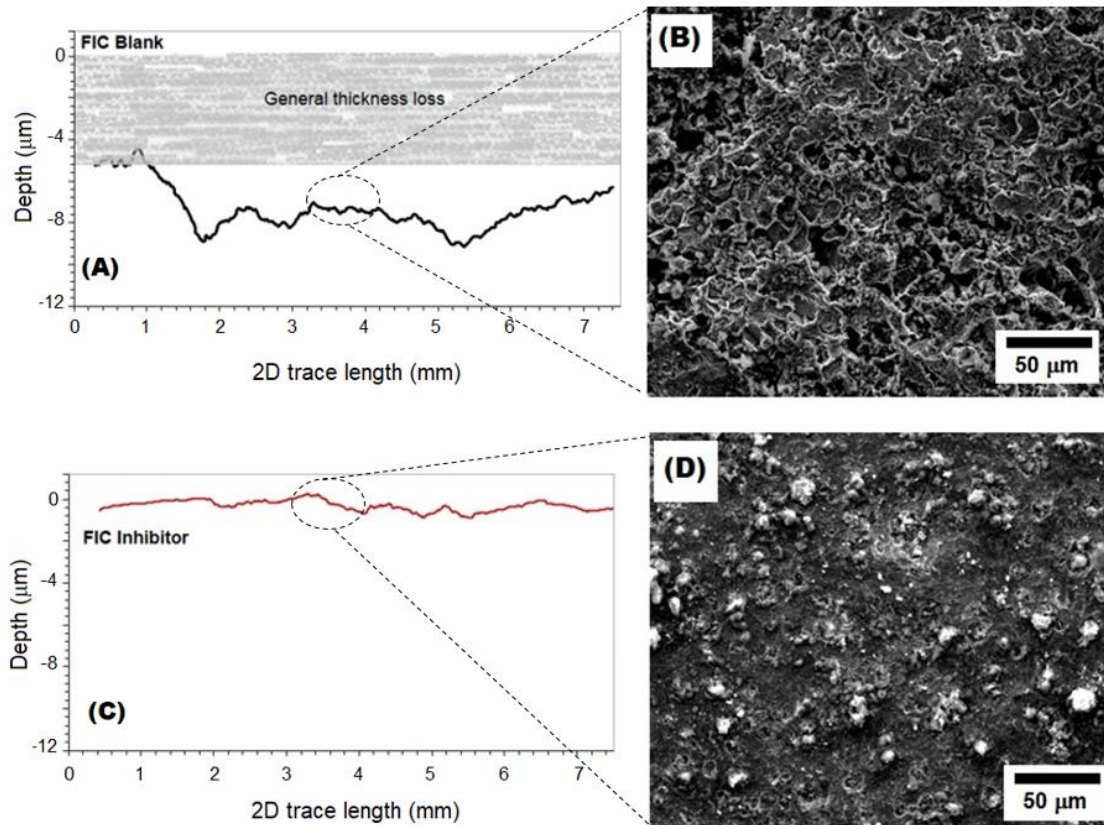 FIC Blank
General thickness loss
0
-4
-8
-12
Depth (μm)
(A)
0 1 2 3 4 5 6 7
2D trace length (mm)
(B)
50 μm
0
-4
-8
-12
Depth (μm)
FIC Inhibitor
(C)
0 1 2 3 4 5 6 7
2D trace length (mm)
(D)
50 μm